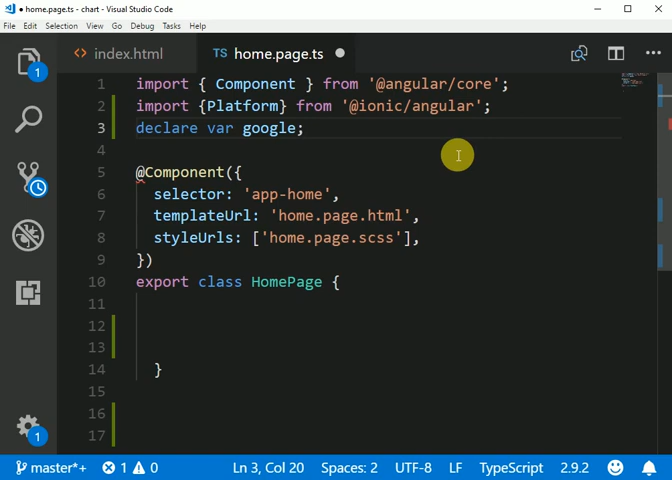 ● home.page.ts - chart - Visual Studio Code
File Edit Selection View Go Debug Tasks Help
<> index.html TS home.page.ts ●
1 import { Component } from '@angular/core';
2 import {Platform} from '@ionic/angular';
3 declare var google;
4
5 @Component({
6 selector: 'app-home',
7 templateUrl: 'home.page.html',
8 styleUrls: ['home.page.scss'],
9 })
10 export class HomePage {
11
12
13
14 }
15
16
17
1
1
master*+ 1 0 Ln 3, Col 20 Spaces: 2 UTF-8 LF TypeScript 2.9.2